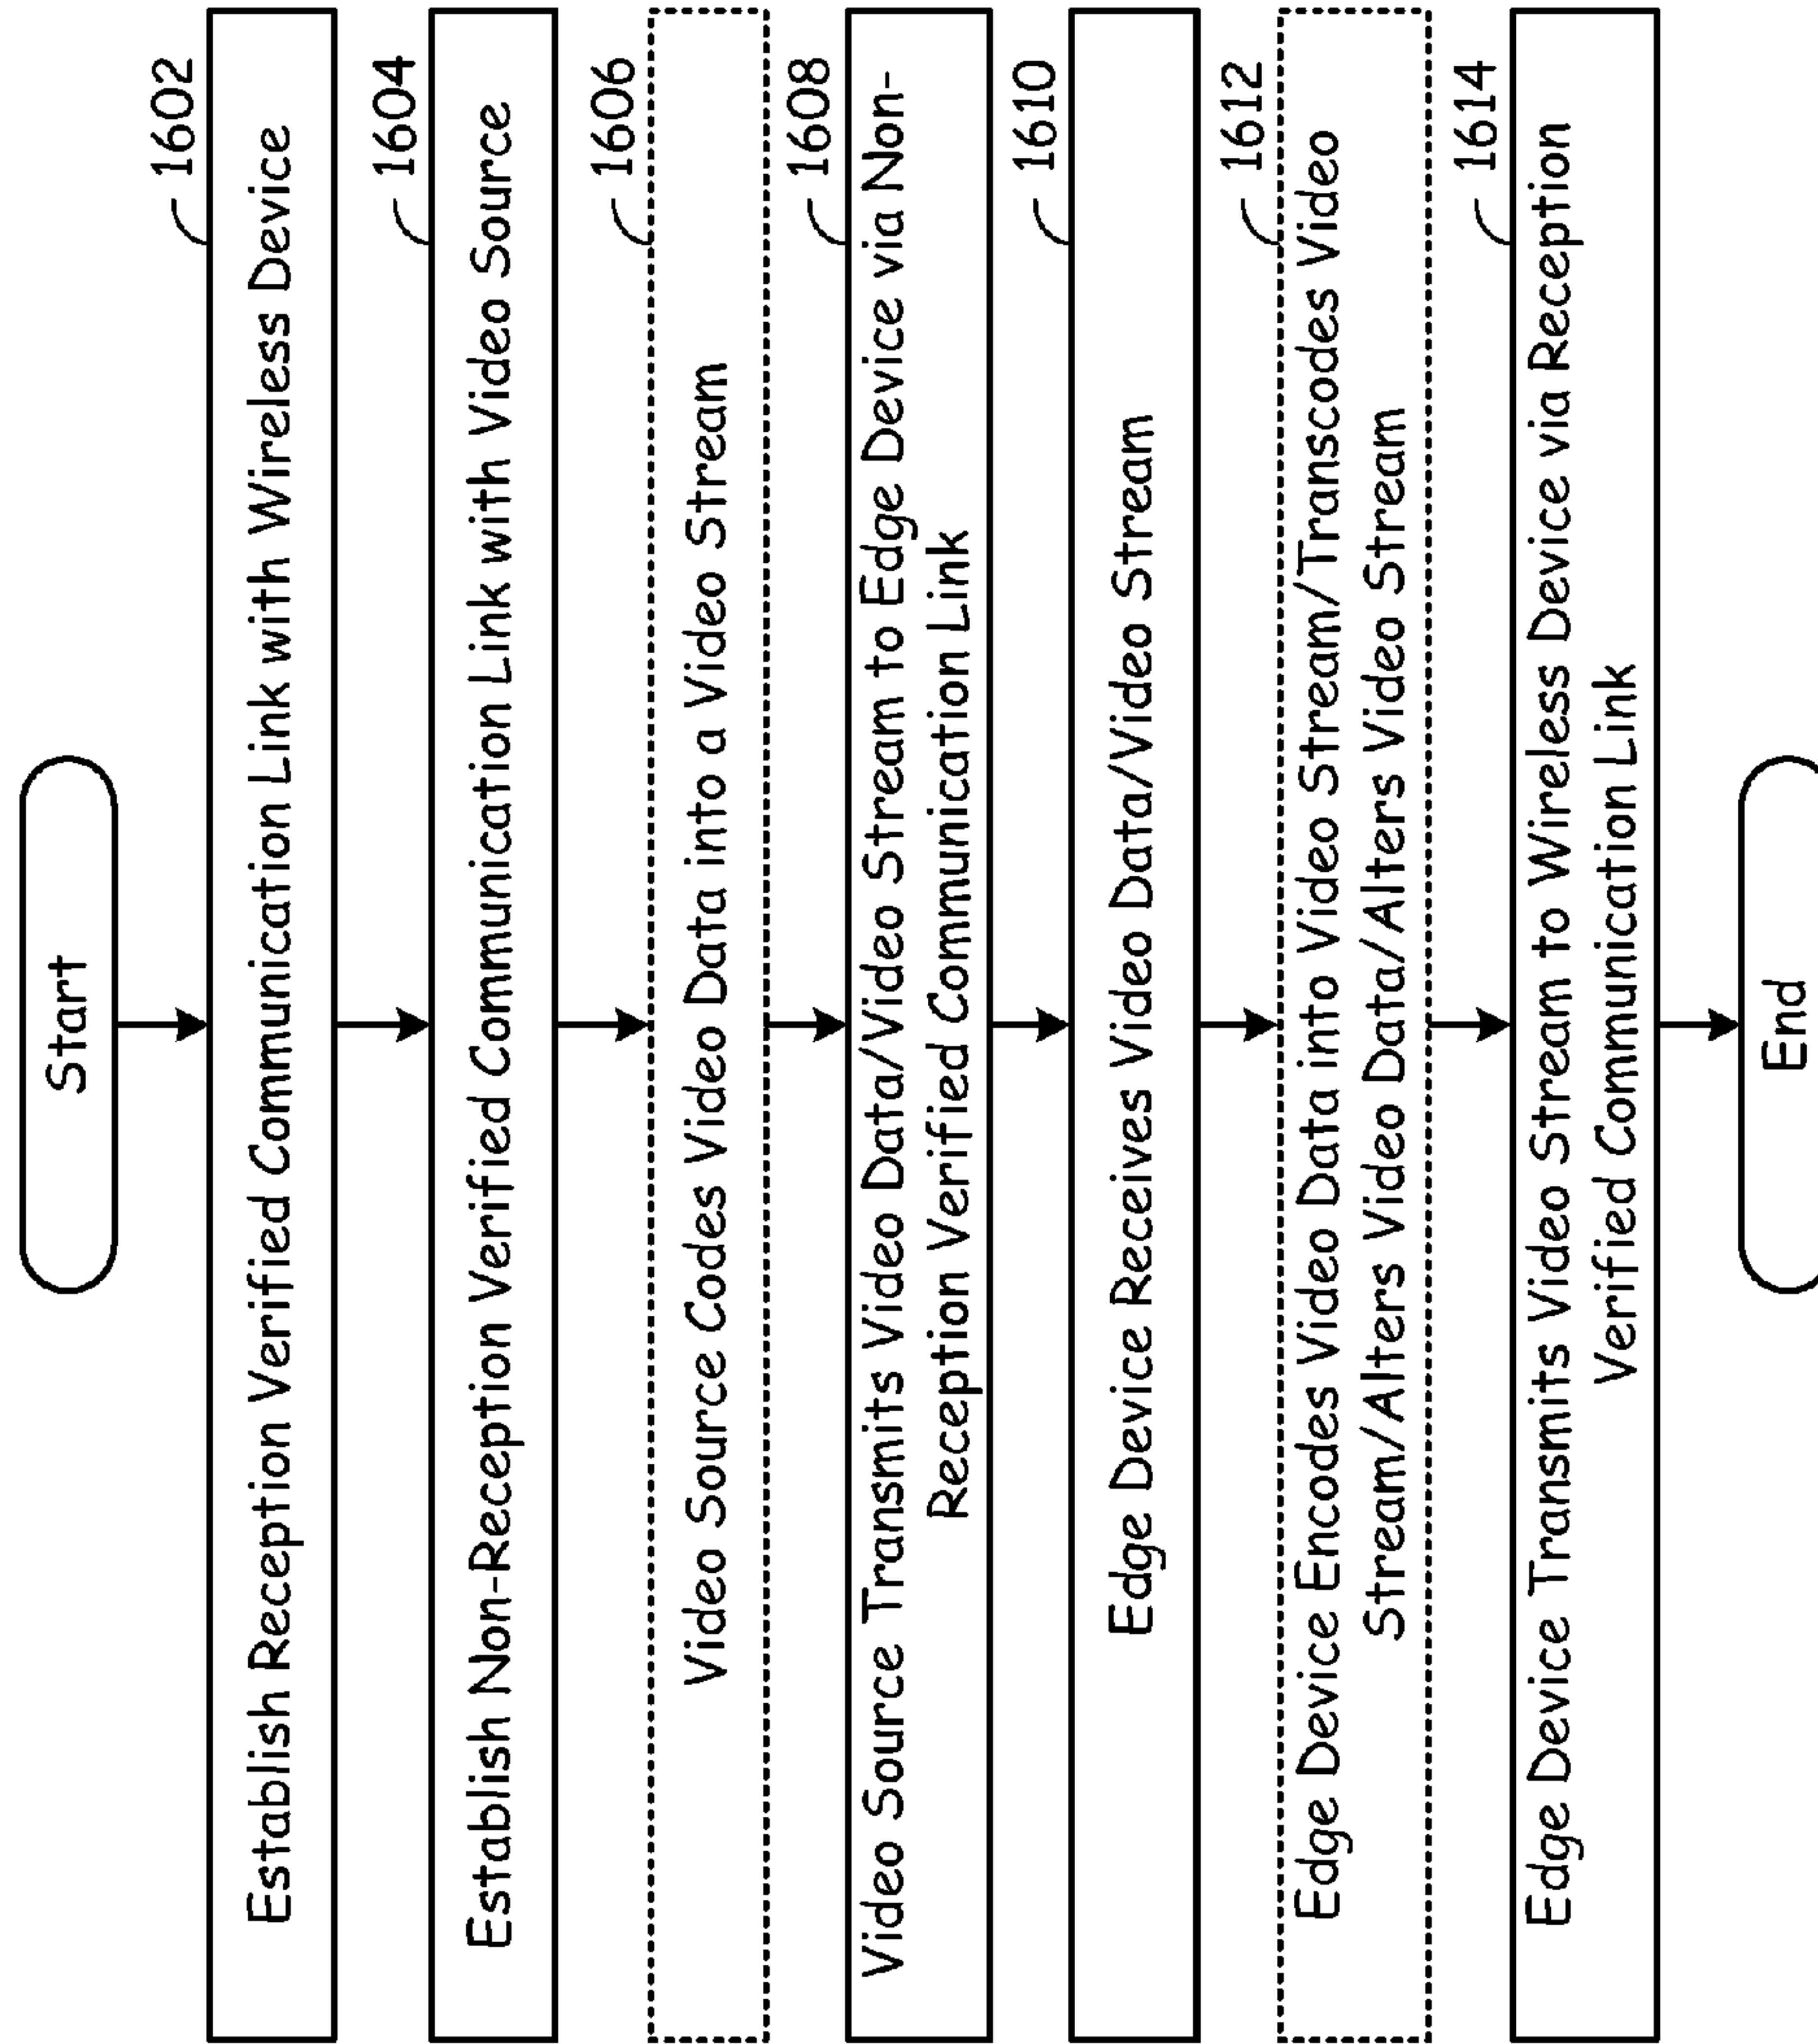 Start
1602
Establish Reception Verified Communication Link with Wireless Device
1604
Establish Non-Reception Verified Communication Link with Video Source
1606
Video Source Codes Video Data into a Video Stream
1608
Video Source Transmits Video Data/Video Stream to Edge Device via Non-
Reception Verified Communication Link
1610
Edge Device Receives Video Data/Video Stream
1612
Edge Device Encodes Video Data into Video Stream/Transcodes Video
Stream/Alters Video Data/Alters Video Stream
1614
Edge Device Transmits Video Stream to Wireless Device via Reception
Verified Communication Link
End